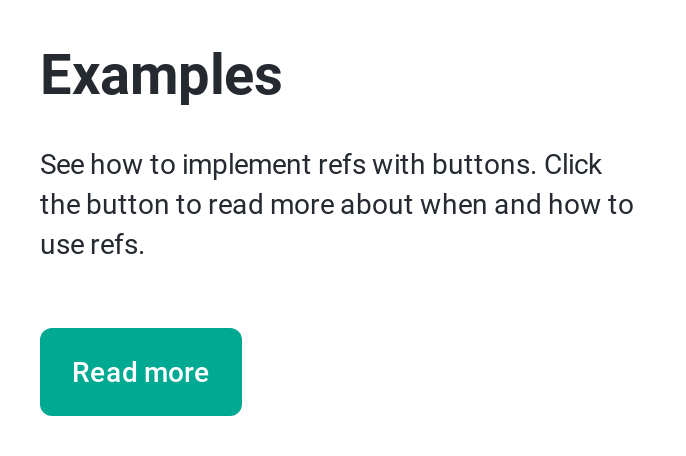 Examples
See how to implement refs with buttons. Click
the button to read more about when and how to
use refs.
Read more